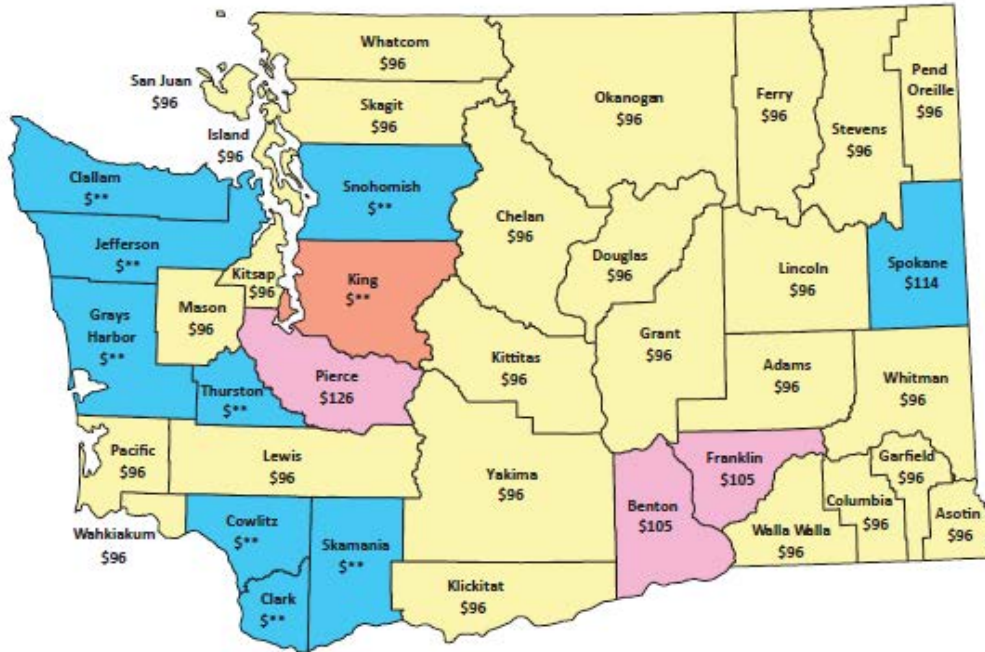 Whatcom
$96
San Juan
$96
Skagit
$96
Island
$96
Okanogan
$96
Ferry
$96
Stevens
$96
Pend
Oreille
$96
Clallam
$**
Snohomish
$**
Chelan
$96
Jefferson
$**
Kitsap
$96
King
$**
Douglas
$96
Lincoln
$96
Spokane
$114
Mason
$96
Grays
Harbor
$**
Grant
$96
Kittitas
$96
Adams
$96
Whitman
$96
Pierce
$126
Thurston
$**
Pacific
$96
Lewis
$96
Yakima
$96
Franklin
$105
Benton
$105
Garfield
$96
Columbia
$96
Asotin
$96
Walla Walla
$96
Wahkiakum
$96
Cowlitz
$**
Skamania
$**
Clark
$**
Klickitat
$96